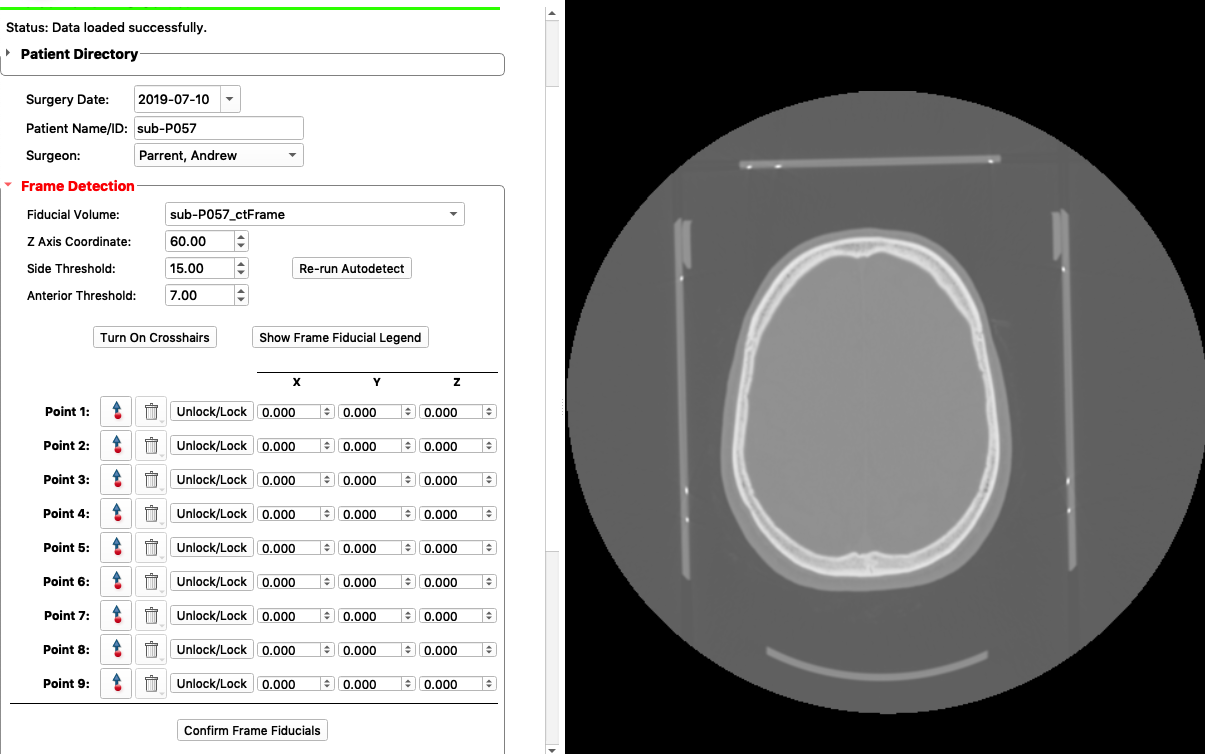 Status: Data loaded successfully.
Patient Directory
Surgery Date: 2019-07-10
Patient Name/ID: sub-P057
Surgeon: Parrent, Andrew
Frame Detection
Fiducial Volume: sub-P057_ctFrame
Z Axis Coordinate: 60.00
Side Threshold: 15.00 Re-run Autodetect
Anterior Threshold: 7.00
Turn On Crosshairs Show Frame Fiducial Legend
X Y Z
Point 1: Unlock/Lock 0.000 0.000 0.000
Point 2: Unlock/Lock 0.000 0.000 0.000
Point 3: Unlock/Lock 0.000 0.000 0.000
Point 4: Unlock/Lock 0.000 0.000 0.000
Point 5: Unlock/Lock 0.000 0.000 0.000
Point 6: Unlock/Lock 0.000 0.000 0.000
Point 7: Unlock/Lock 0.000 0.000 0.000
Point 8: Unlock/Lock 0.000 0.000 0.000
Point 9: Unlock/Lock 0.000 0.000 0.000
Confirm Frame Fiducials